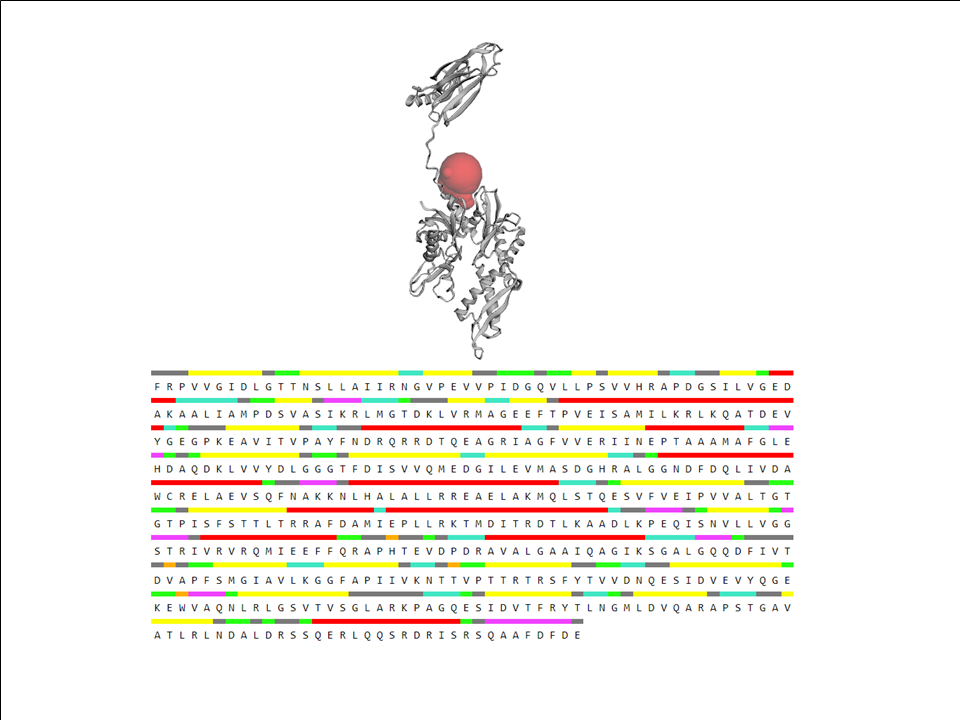 FRPVVGIDLGTTNSLLAIIRNGVPEVVPIDGQVLLPSVVHRAPDGSILVGED
AKAALIAMPDSVASIKRLMGTDKLVRMAGEEFTPVEISAMILKRLKQATDEV
YGEGPKEAVITVPAYFNDRQRRDTQEAGRIAGFVVERIINEPTAAAMAFGLE
HDAQDKLVVYDLGGGTFDISVVQMEDGILEVMASDGHRALGGNDFDQLIVDA
WCRELAEVSQFNAKKNLHALALLRREAELAKMQLSTQESVFVEIPVVALTGT
GTPISFSTTLTRRAFDAMIEPLLRKTMDITRDTLKAADLKPEQISNVLLVGG
STRIVRVRQMIEEFFQRAPHTEVDPDRAVALGAAIQAGIKSGALGQQDFIVT
DVAPFSMGIAVLKGGFAPIIVKNTTVPTTRTRSFYTVVDNQESIDVEVYQGE
KEWVAQNLRLGSVTVSGLARKPAGQESIDVTFRYTLNGMLDVQARAPSTGAV
ATLRLNDALDRSSQERLQQSRDRISRSQAAFDFDE